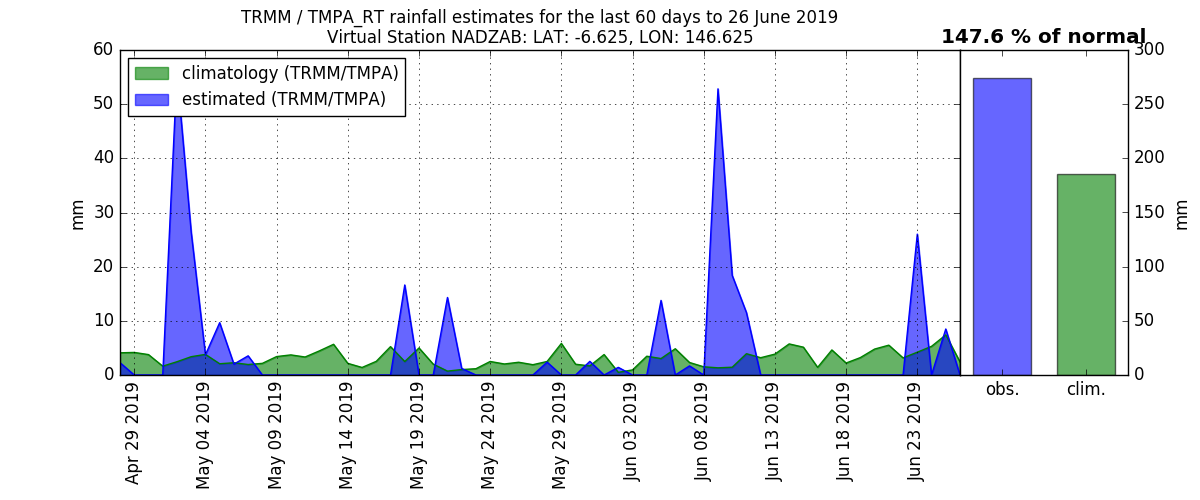 TRMM / TMPA_RT rainfall estimates for the last 60 days to 26 June 2019
Virtual Station NADZAB: LAT: -6.625, LON: 146.625
147.6 % of normal
climatology (TRMM/TMPA)
estimated (TRMM/TMPA)
60
50
40
30
20
10
0
mm
300
250
200
150
100
50
0
mm
Apr 29 2019
May 04 2019
May 09 2019
May 14 2019
May 19 2019
May 24 2019
May 29 2019
Jun 03 2019
Jun 08 2019
Jun 13 2019
Jun 18 2019
Jun 23 2019
obs.
clim.